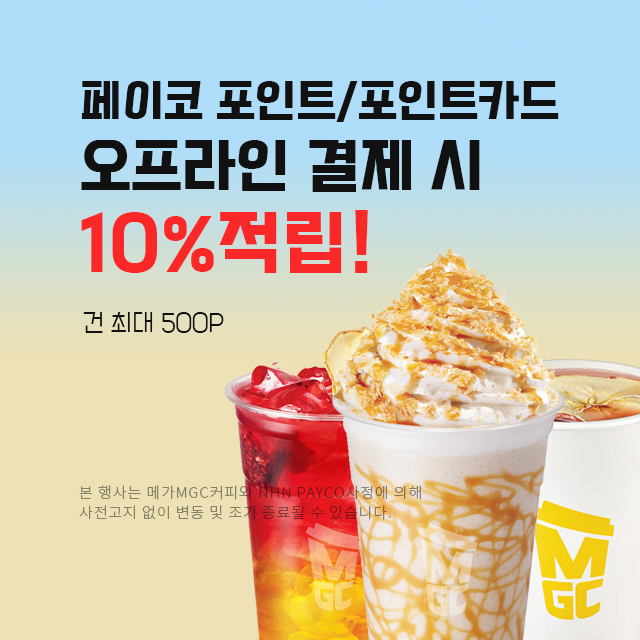 페이코 포인트/포인트카드
오프라인 결제 시
10%적립!
건 최대 500P
본 행사는 메가MGC커피와 NHN PAYCO사정에 의해
사전고지 없이 변동 및 조기 종료될 수 있습니다.
MGC
MGC
MGC